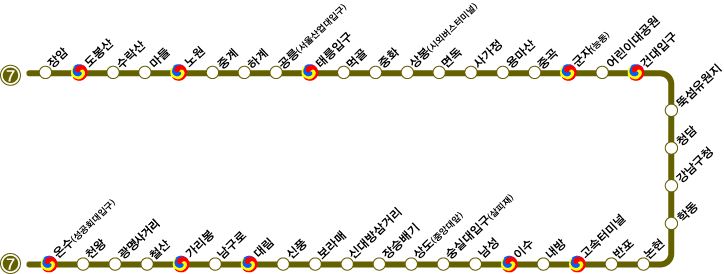 7
장암
도봉산
수락산
마들
노원
중계
하계
공릉(서울산업대입구)
태릉입구
먹골
중화
상봉(시외버스터미널)
면목
사가정
용마산
중곡
군자(능동)
어린이대공원
건대입구
뚝섬유원지
청담
강남구청
학동
논현
반포
고속터미널
내방
이수
남성
숭실대입구(살피재)
상도(중앙대앞)
장승배기
신대방삼거리
보라매
신풍
대림
남구로
가리봉
철산
광명사거리
천왕
온수(성공회대입구)
7